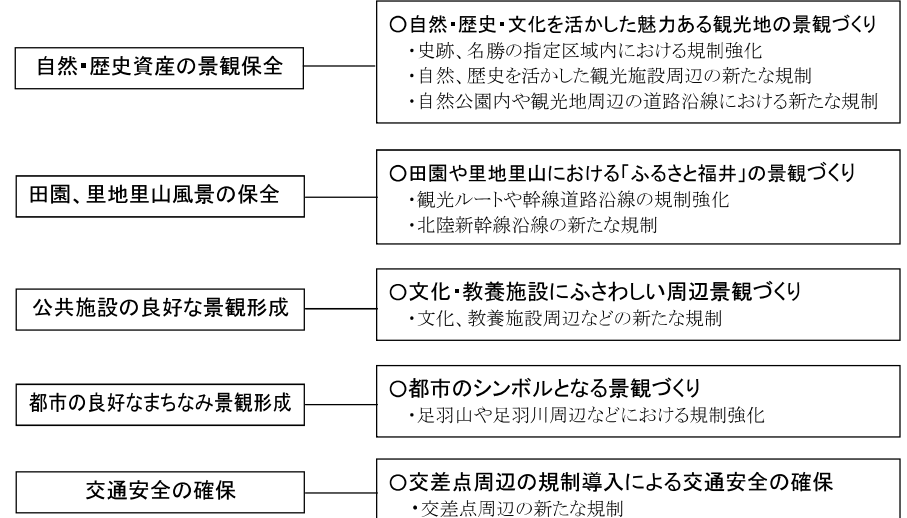 自然・歴史資産の景観保全
○自然・歴史・文化を活かした魅力ある観光地の景観づくり
・史跡、名勝の指定区域内における規制強化
・自然、歴史を活かした観光施設周辺の新たな規制
・自然公園内や観光地周辺の道路沿線における新たな規制
田園、里地里山風景の保全
○田園や里地里山における「ふるさと福井」の景観づくり
・観光ルートや幹線道路沿線の規制強化
・北陸新幹線沿線の新たな規制
公共施設の良好な景観形成
○文化・教養施設にふさわしい周辺景観づくり
・文化、教養施設周辺などの新たな規制
都市の良好なまちなみ景観形成
○都市のシンボルとなる景観づくり
・足羽山や足羽川周辺などにおける規制強化
交通安全の確保
○交差点周辺の規制導入による交通安全の確保
・交差点周辺の新たな規制